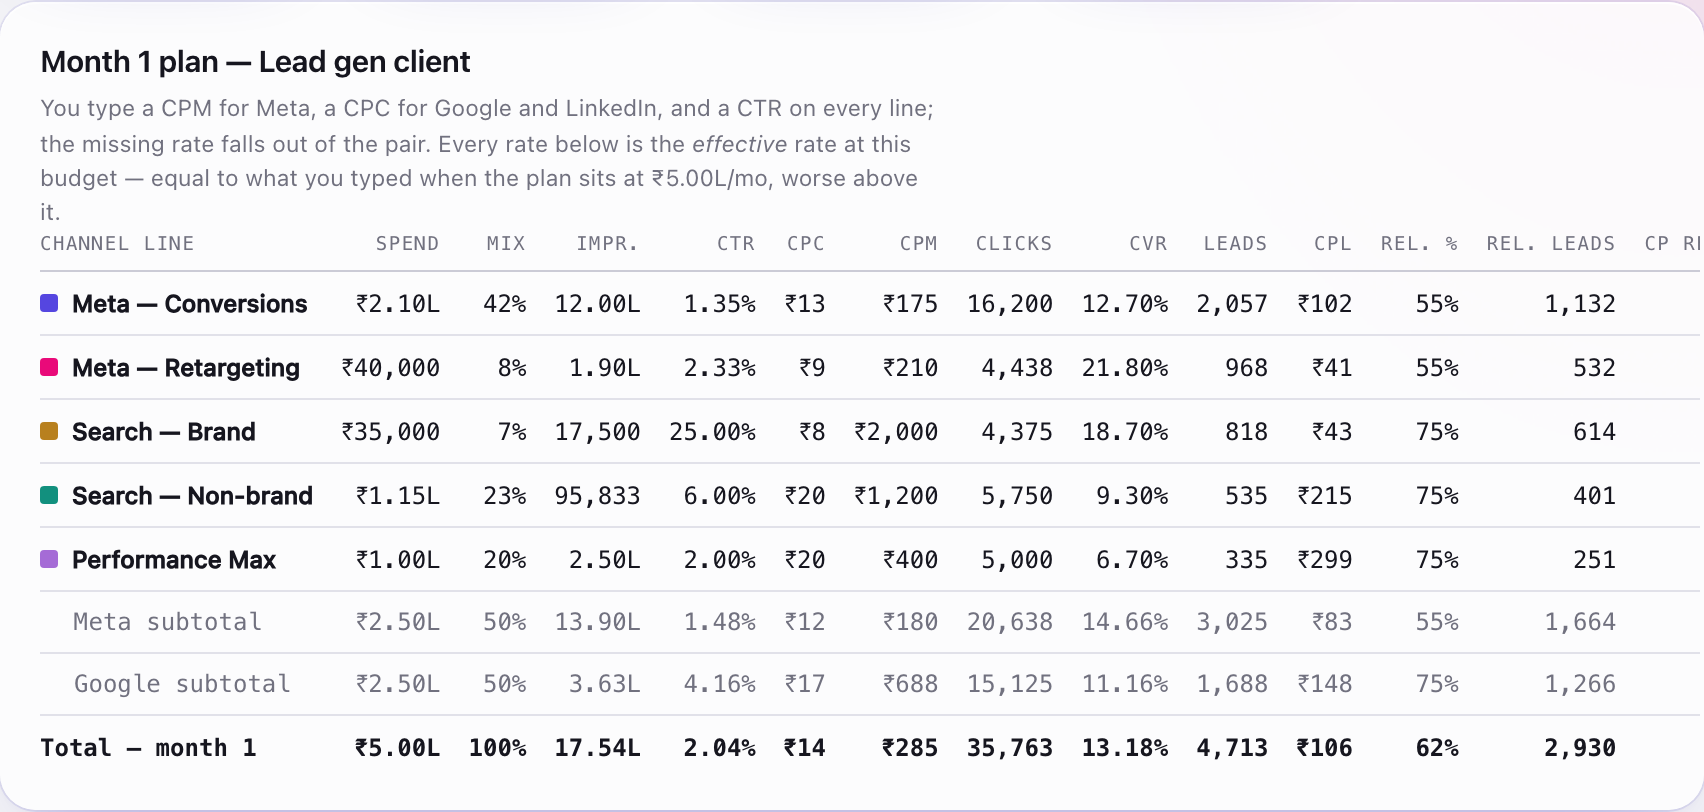 Month 1 plan — Lead gen client
You type a CPM for Meta, a CPC for Google and LinkedIn, and a CTR on every line;
the missing rate falls out of the pair. Every rate below is the effective rate at this
budget — equal to what you typed when the plan sits at ₹5.00L/mo, worse above
it.
CHANNEL LINE SPEND MIX IMPR. CTR CPC CPM CLICKS CVR LEADS CPL REL. % REL. LEADS CP
Meta — Conversions ₹2.10L 42% 12.00L 1.35% ₹13 ₹175 16,200 12.70% 2,057 ₹102 55% 1,132
Meta — Retargeting ₹40,000 8% 1.90L 2.33% ₹9 ₹210 4,438 21.80% 968 ₹41 55% 532
Search — Brand ₹35,000 7% 17,500 25.00% ₹8 ₹2,000 4,375 18.70% 818 ₹43 75% 614
Search — Non-brand ₹1.15L 23% 95,833 6.00% ₹20 ₹1,200 5,750 9.30% 535 ₹215 75% 401
Performance Max ₹1.00L 20% 2.50L 2.00% ₹20 ₹400 5,000 6.70% 335 ₹299 75% 251
Meta subtotal ₹2.50L 50% 13.90L 1.48% ₹12 ₹180 20,638 14.66% 3,025 ₹83 55% 1,664
Google subtotal ₹2.50L 50% 3.63L 4.16% ₹17 ₹688 15,125 11.16% 1,688 ₹148 75% 1,266
Total — month 1 ₹5.00L 100% 17.54L 2.04% ₹14 ₹285 35,763 13.18% 4,713 ₹106 62% 2,930